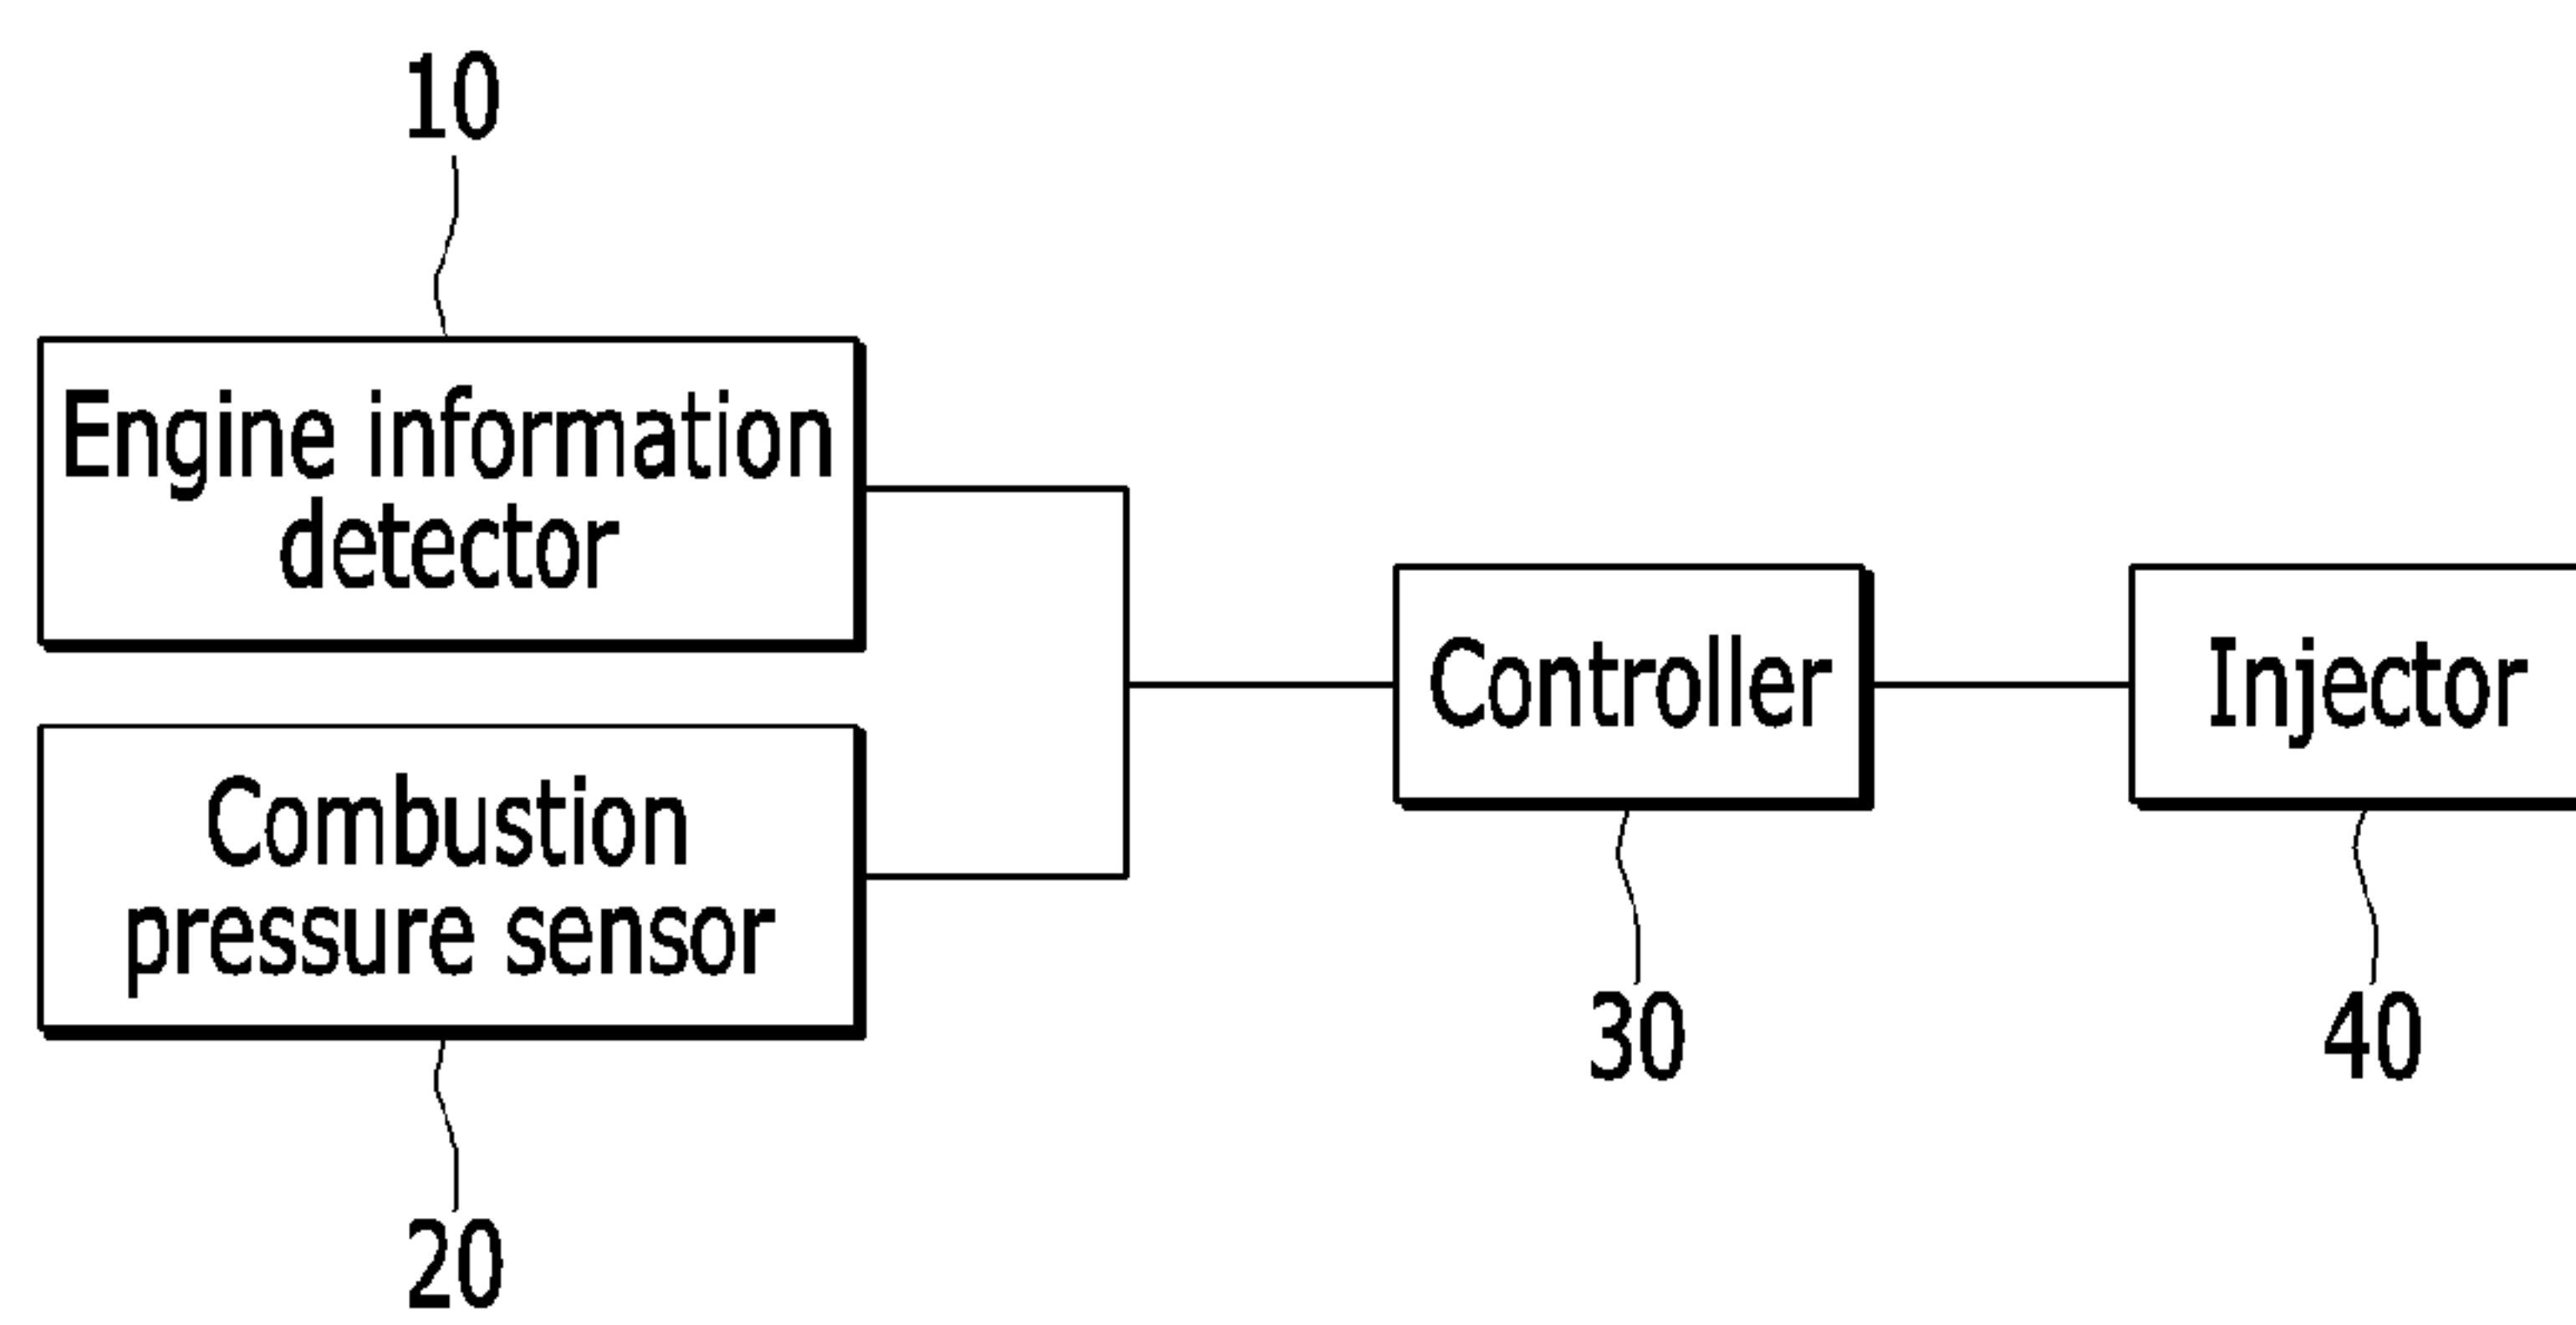 10
Engine information
detector
Combustion
pressure sensor
20
Controller
30
Injector
40